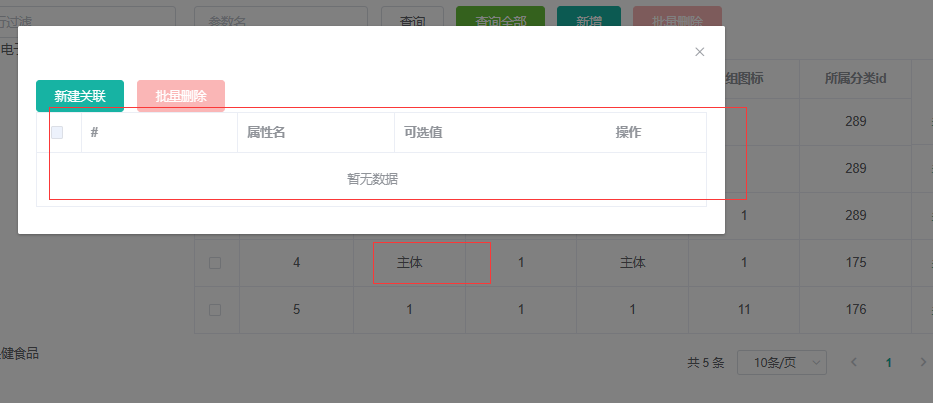 行过滤 参数名 查询 查询全部 新增 批量删除
电子
组图标 所属分类id
新建关联 批量删除
# 属性名 可选值 操作
暂无数据
289
289
1 289
4 主体 1 主体 1 175
5 1 1 11 176
健食品
共 5 条 10条/页 1